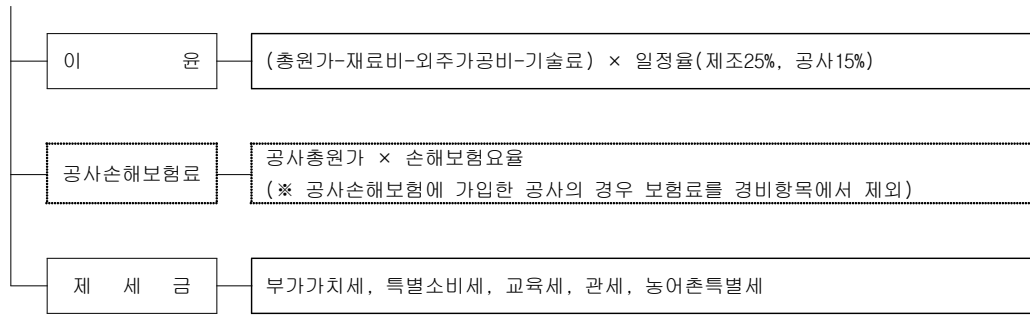 이 윤
(총원가-재료비-외주가공비-기술료) × 일정율(제조25%, 공사15%)
공사손해보험료
공사총원가 × 손해보험요율
(※ 공사손해보험에 가입한 공사의 경우 보험료를 경비항목에서 제외)
제 세 금
부가가치세, 특별소비세, 교육세, 관세, 농어촌특별세